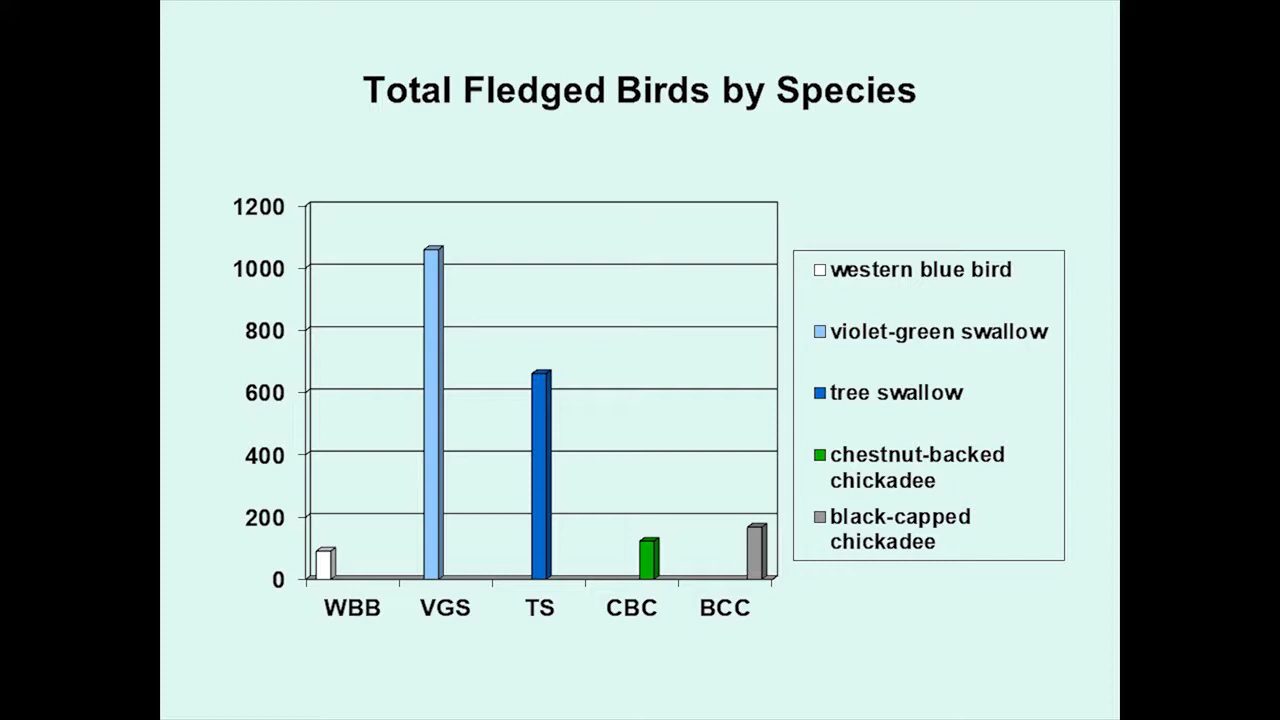 Total Fledged Birds by Species
1200
1000
800
600
400
200
0
WBB VGS TS CBC BCC
western blue bird
violet-green swallow
tree swallow
chestnut-backed
chickadee
black-capped
chickadee